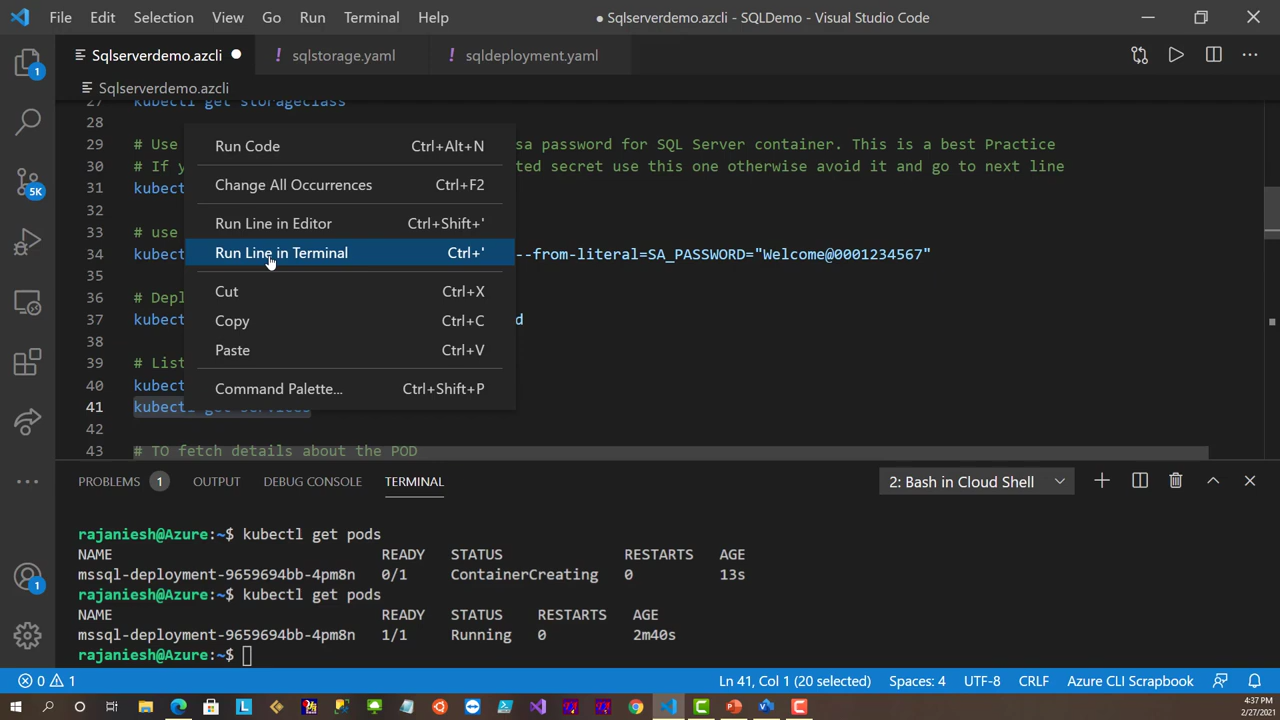 File Edit Selection View Go Run Terminal Help ● Sqlserverdemo.azcli - SQLDemo - Visual Studio Code
Sqlserverdemo.azcli ● ! sqlstorage.yaml ! sqldeployment.yaml
Sqlserverdemo.azcli
27 kubectl get storageclass
28
29 # Use sa password for SQL Server container. This is a best Practice
30 # If y ted secret use this one otherwise avoid it and go to next line
31 kubect
32
33 # use
34 kubect --from-literal=SA_PASSWORD="Welcome@0001234567"
35
36 # Depl
37 kubect d
38
39 # List
40 kubect
41 kubectl get services
42
43 # TO fetch details about the POD
Run Code Ctrl+Alt+N
Change All Occurrences Ctrl+F2
Run Line in Editor Ctrl+Shift+'
Run Line in Terminal Ctrl+'
Cut Ctrl+X
Copy Ctrl+C
Paste Ctrl+V
Command Palette... Ctrl+Shift+P
1
5K
1
PROBLEMS 1 OUTPUT DEBUG CONSOLE TERMINAL 2: Bash in Cloud Shell
rajaniesh@Azure:~$ kubectl get pods
NAME READY STATUS RESTARTS AGE
mssql-deployment-9659694bb-4pm8n 0/1 ContainerCreating 0 13s
rajaniesh@Azure:~$ kubectl get pods
NAME READY STATUS RESTARTS AGE
mssql-deployment-9659694bb-4pm8n 1/1 Running 0 2m40s
rajaniesh@Azure:~$
0 1 Ln 41, Col 1 (20 selected) Spaces: 4 UTF-8 CRLF Azure CLI Scrapbook
4:37 PM
2/27/2021